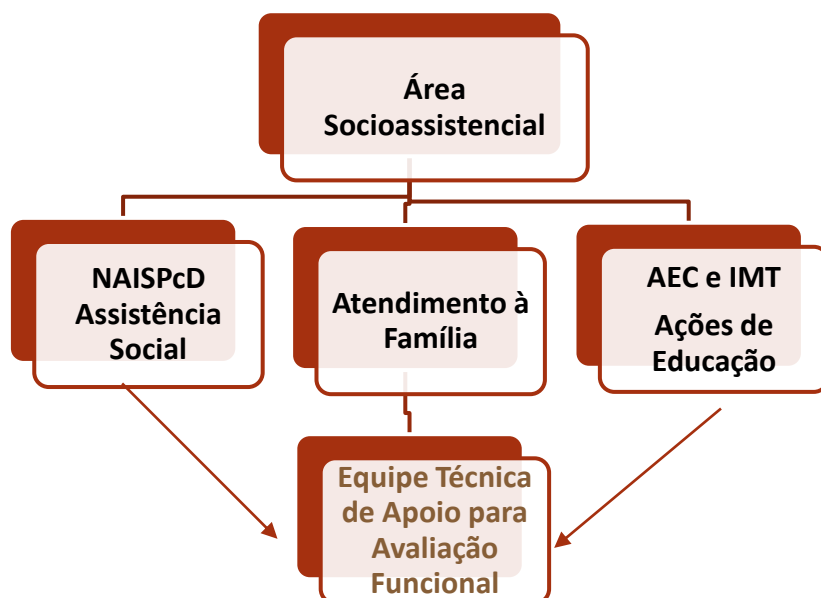 Área
Socioassistencial
NAISPcD
Assistência
Social
Atendimento à
Família
AEC e IMT
Ações de
Educação
Equipe Técnica
de Apoio para
Avaliação
Funcional